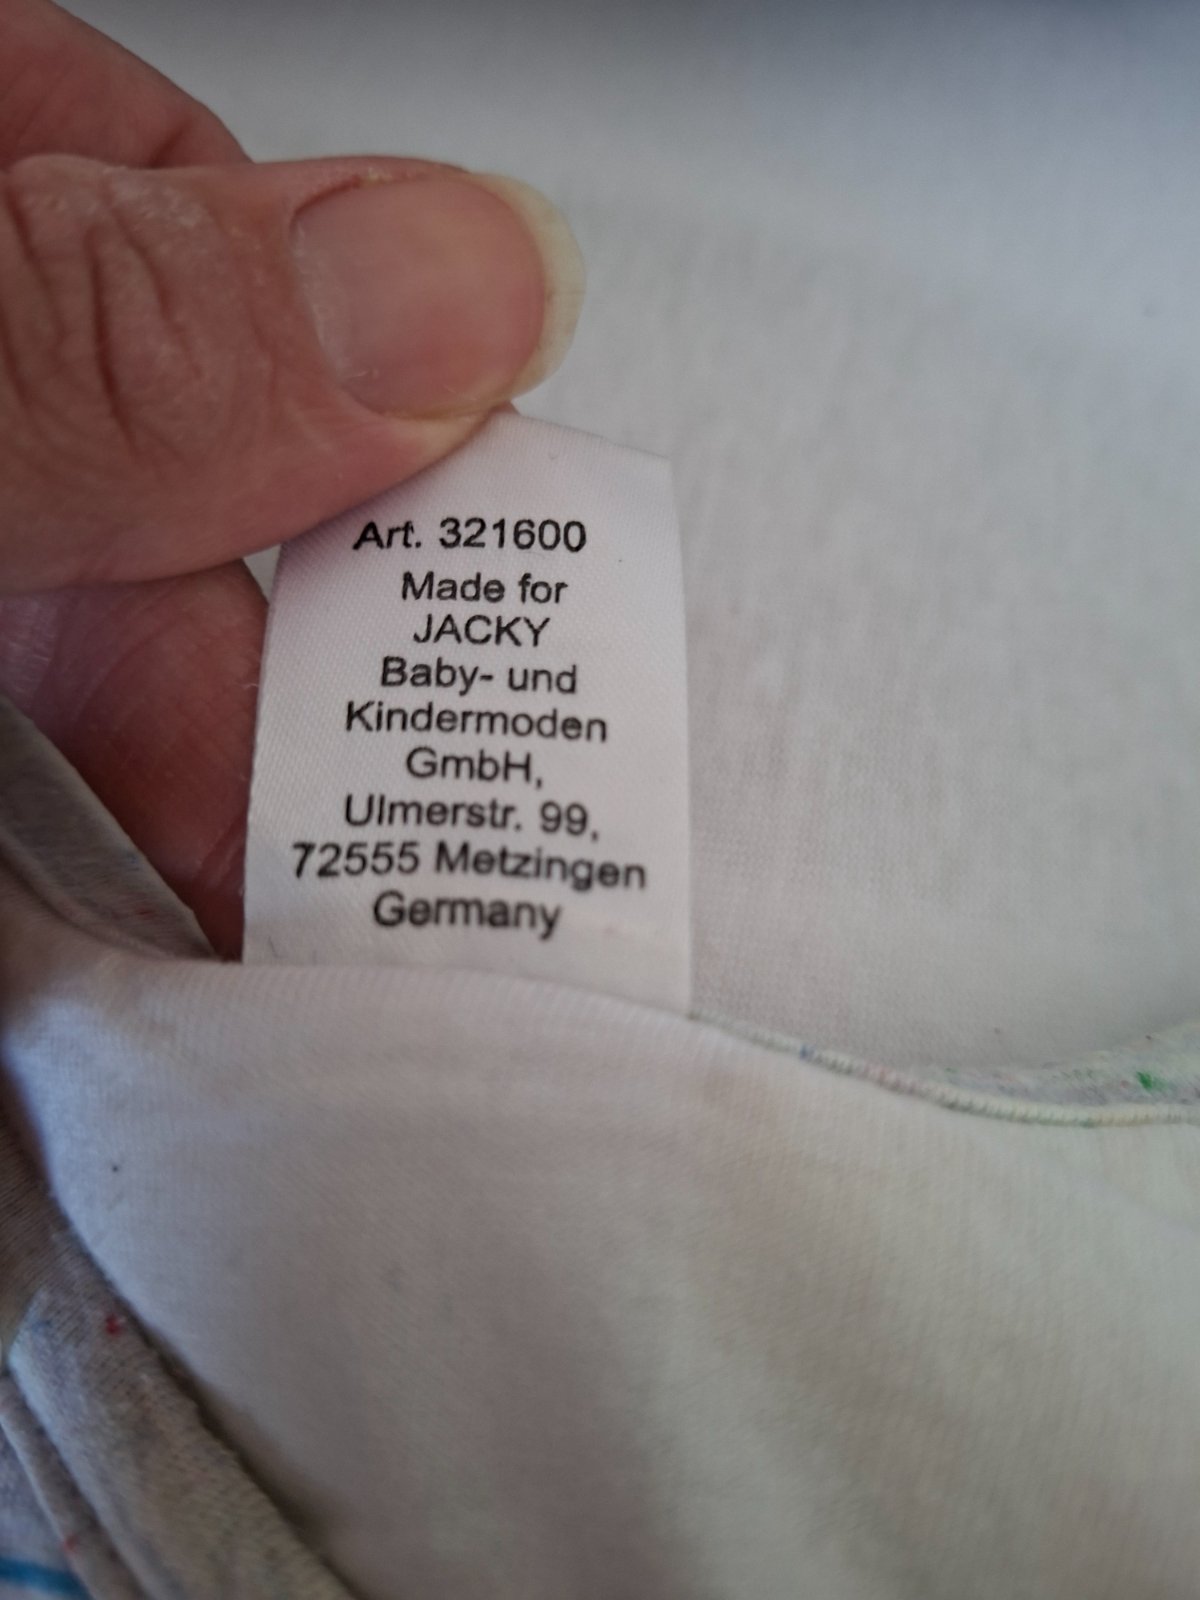 Art. 321600
Made for
JACKY
Baby- und
Kindermoden
GmbH,
Ulmerstr. 99,
72555 Metzingen
Germany